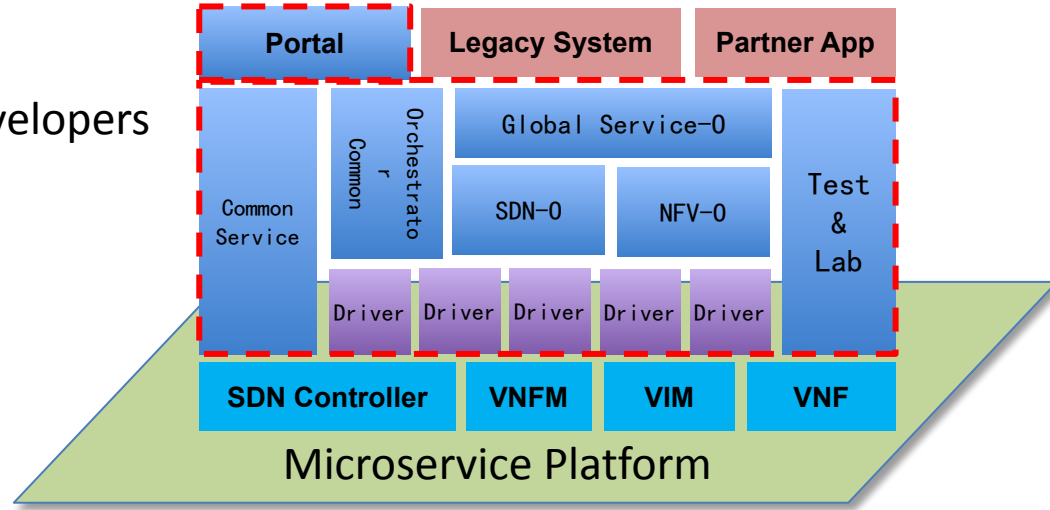 Portal
Legacy System
Partner App
velopers
Common
Service
Orchestrato
r
Common
Global Service-O
SDN-O
NFV-O
Test
&
Lab
Driver
Driver
Driver
Driver
Driver
SDN Controller
VNFM
VIM
VNF
Microservice Platform